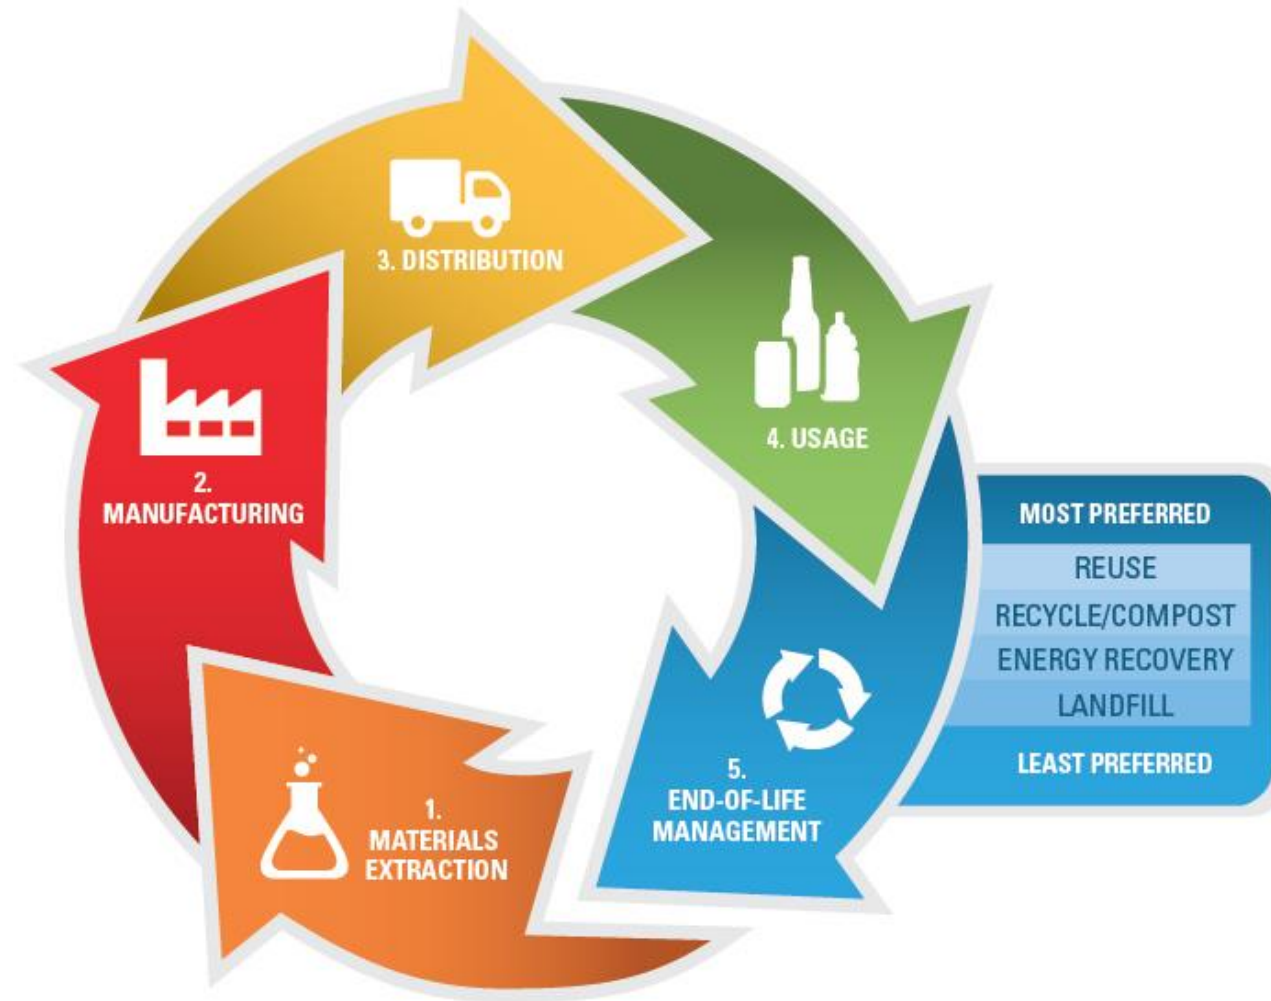 3. DISTRIBUTION
4. USAGE
2.
MANUFACTURING
MOST PREFERRED
REUSE
RECYCLE/COMPOST
ENERGY RECOVERY
LANDFILL
LEAST PREFERRED
5.
END-OF-LIFE
MANAGEMENT
1.
MATERIALS
EXTRACTION